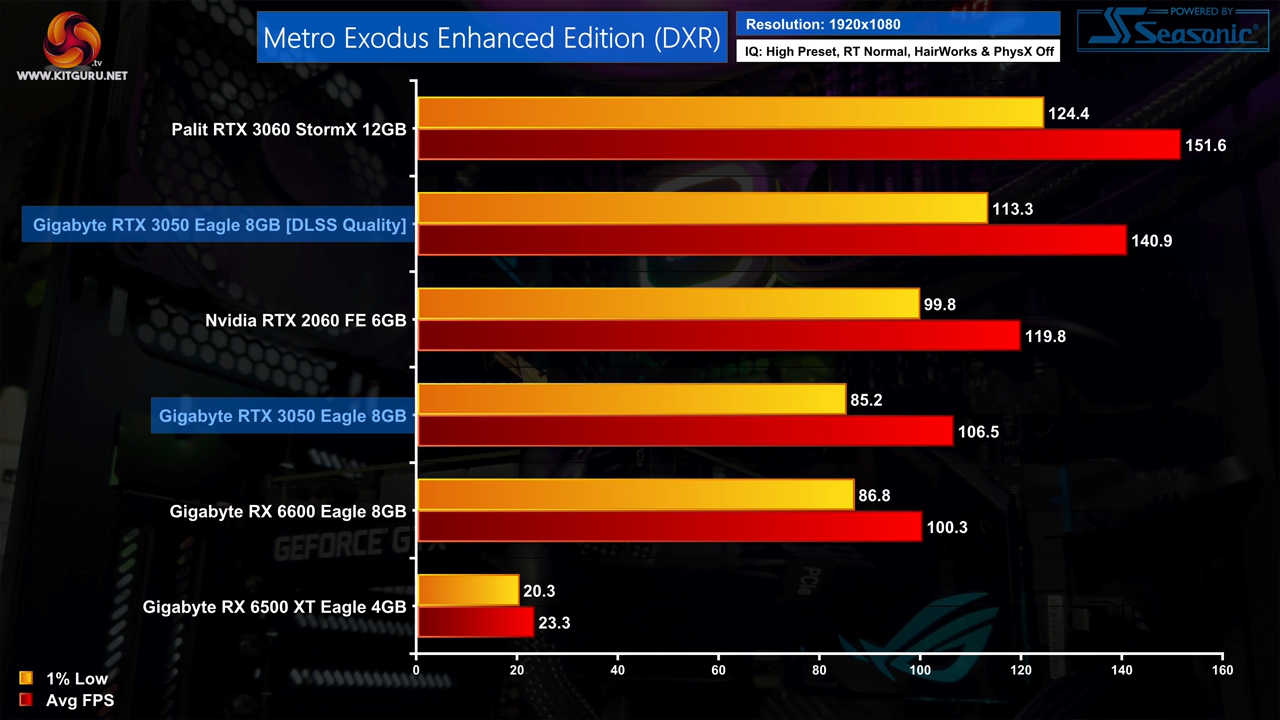 .tv
WWW.KITGURU.NET
Metro Exodus Enhanced Edition (DXR)
Resolution: 1920x1080
IQ: High Preset, RT Normal, HairWorks & PhysX Off
POWERED BY
Seasonic
Palit RTX 3060 StormX 12GB
124.4
151.6
Gigabyte RTX 3050 Eagle 8GB [DLSS Quality]
113.3
140.9
Nvidia RTX 2060 FE 6GB
99.8
119.8
Gigabyte RTX 3050 Eagle 8GB
85.2
106.5
Gigabyte RX 6600 Eagle 8GB
86.8
100.3
GEFORCE GTX
PCIe
Gigabyte RX 6500 XT Eagle 4GB
20.3
23.3
0 20 40 60 80 100 120 140 160
1% Low
Avg FPS